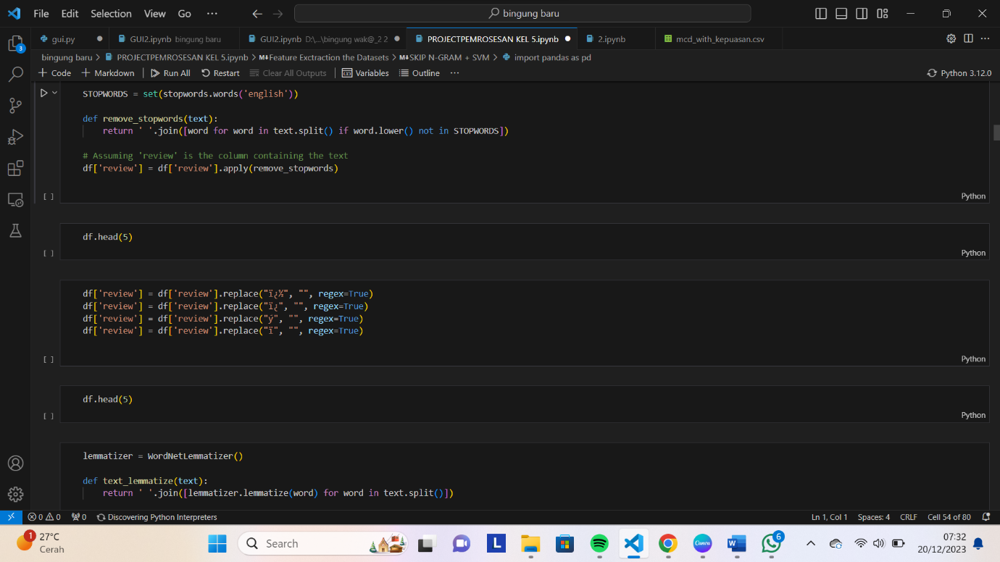 File Edit Selection View Go ··· bingung baru
gui.py GUI2.ipynb bingung baru GUI2.ipynb D:\...\bingung wak@_2 2 PROJECTPEMROSESAN KEL 5.ipynb 2.ipynb mcd_with_kepuasan.csv
bingung baru > PROJECTPEMROSESAN KEL 5.ipynb > M↓Feature Exctraction the Datasets > M↓SKIP N-GRAM + SVM > import pandas as pd
+ Code + Markdown Run All Restart Clear All Outputs Variables Outline ··· Python 3.12.0
STOPWORDS = set(stopwords.words('english'))
def remove_stopwords(text):
return ' '.join([word for word in text.split() if word.lower() not in STOPWORDS])
# Assuming 'review' is the column containing the text
df['review'] = df['review'].apply(remove_stopwords)
[ ] Python
df.head(5)
[ ] Python
df['review'] = df['review'].replace("ï¿½", "", regex=True)
df['review'] = df['review'].replace("ï¿", "", regex=True)
df['review'] = df['review'].replace("ý", "", regex=True)
df['review'] = df['review'].replace("ï", "", regex=True)
[ ] Python
df.head(5)
[ ] Python
lemmatizer = WordNetLemmatizer()
def text_lemmatize(text):
return ' '.join([lemmatizer.lemmatize(word) for word in text.split()])
3
0 0 0 Discovering Python Interpreters Ln 1, Col 1 Spaces: 4 CRLF Cell 54 of 80
1 27°C
Cerah
Search
L
Canva
W
6
07:32
20/12/2023